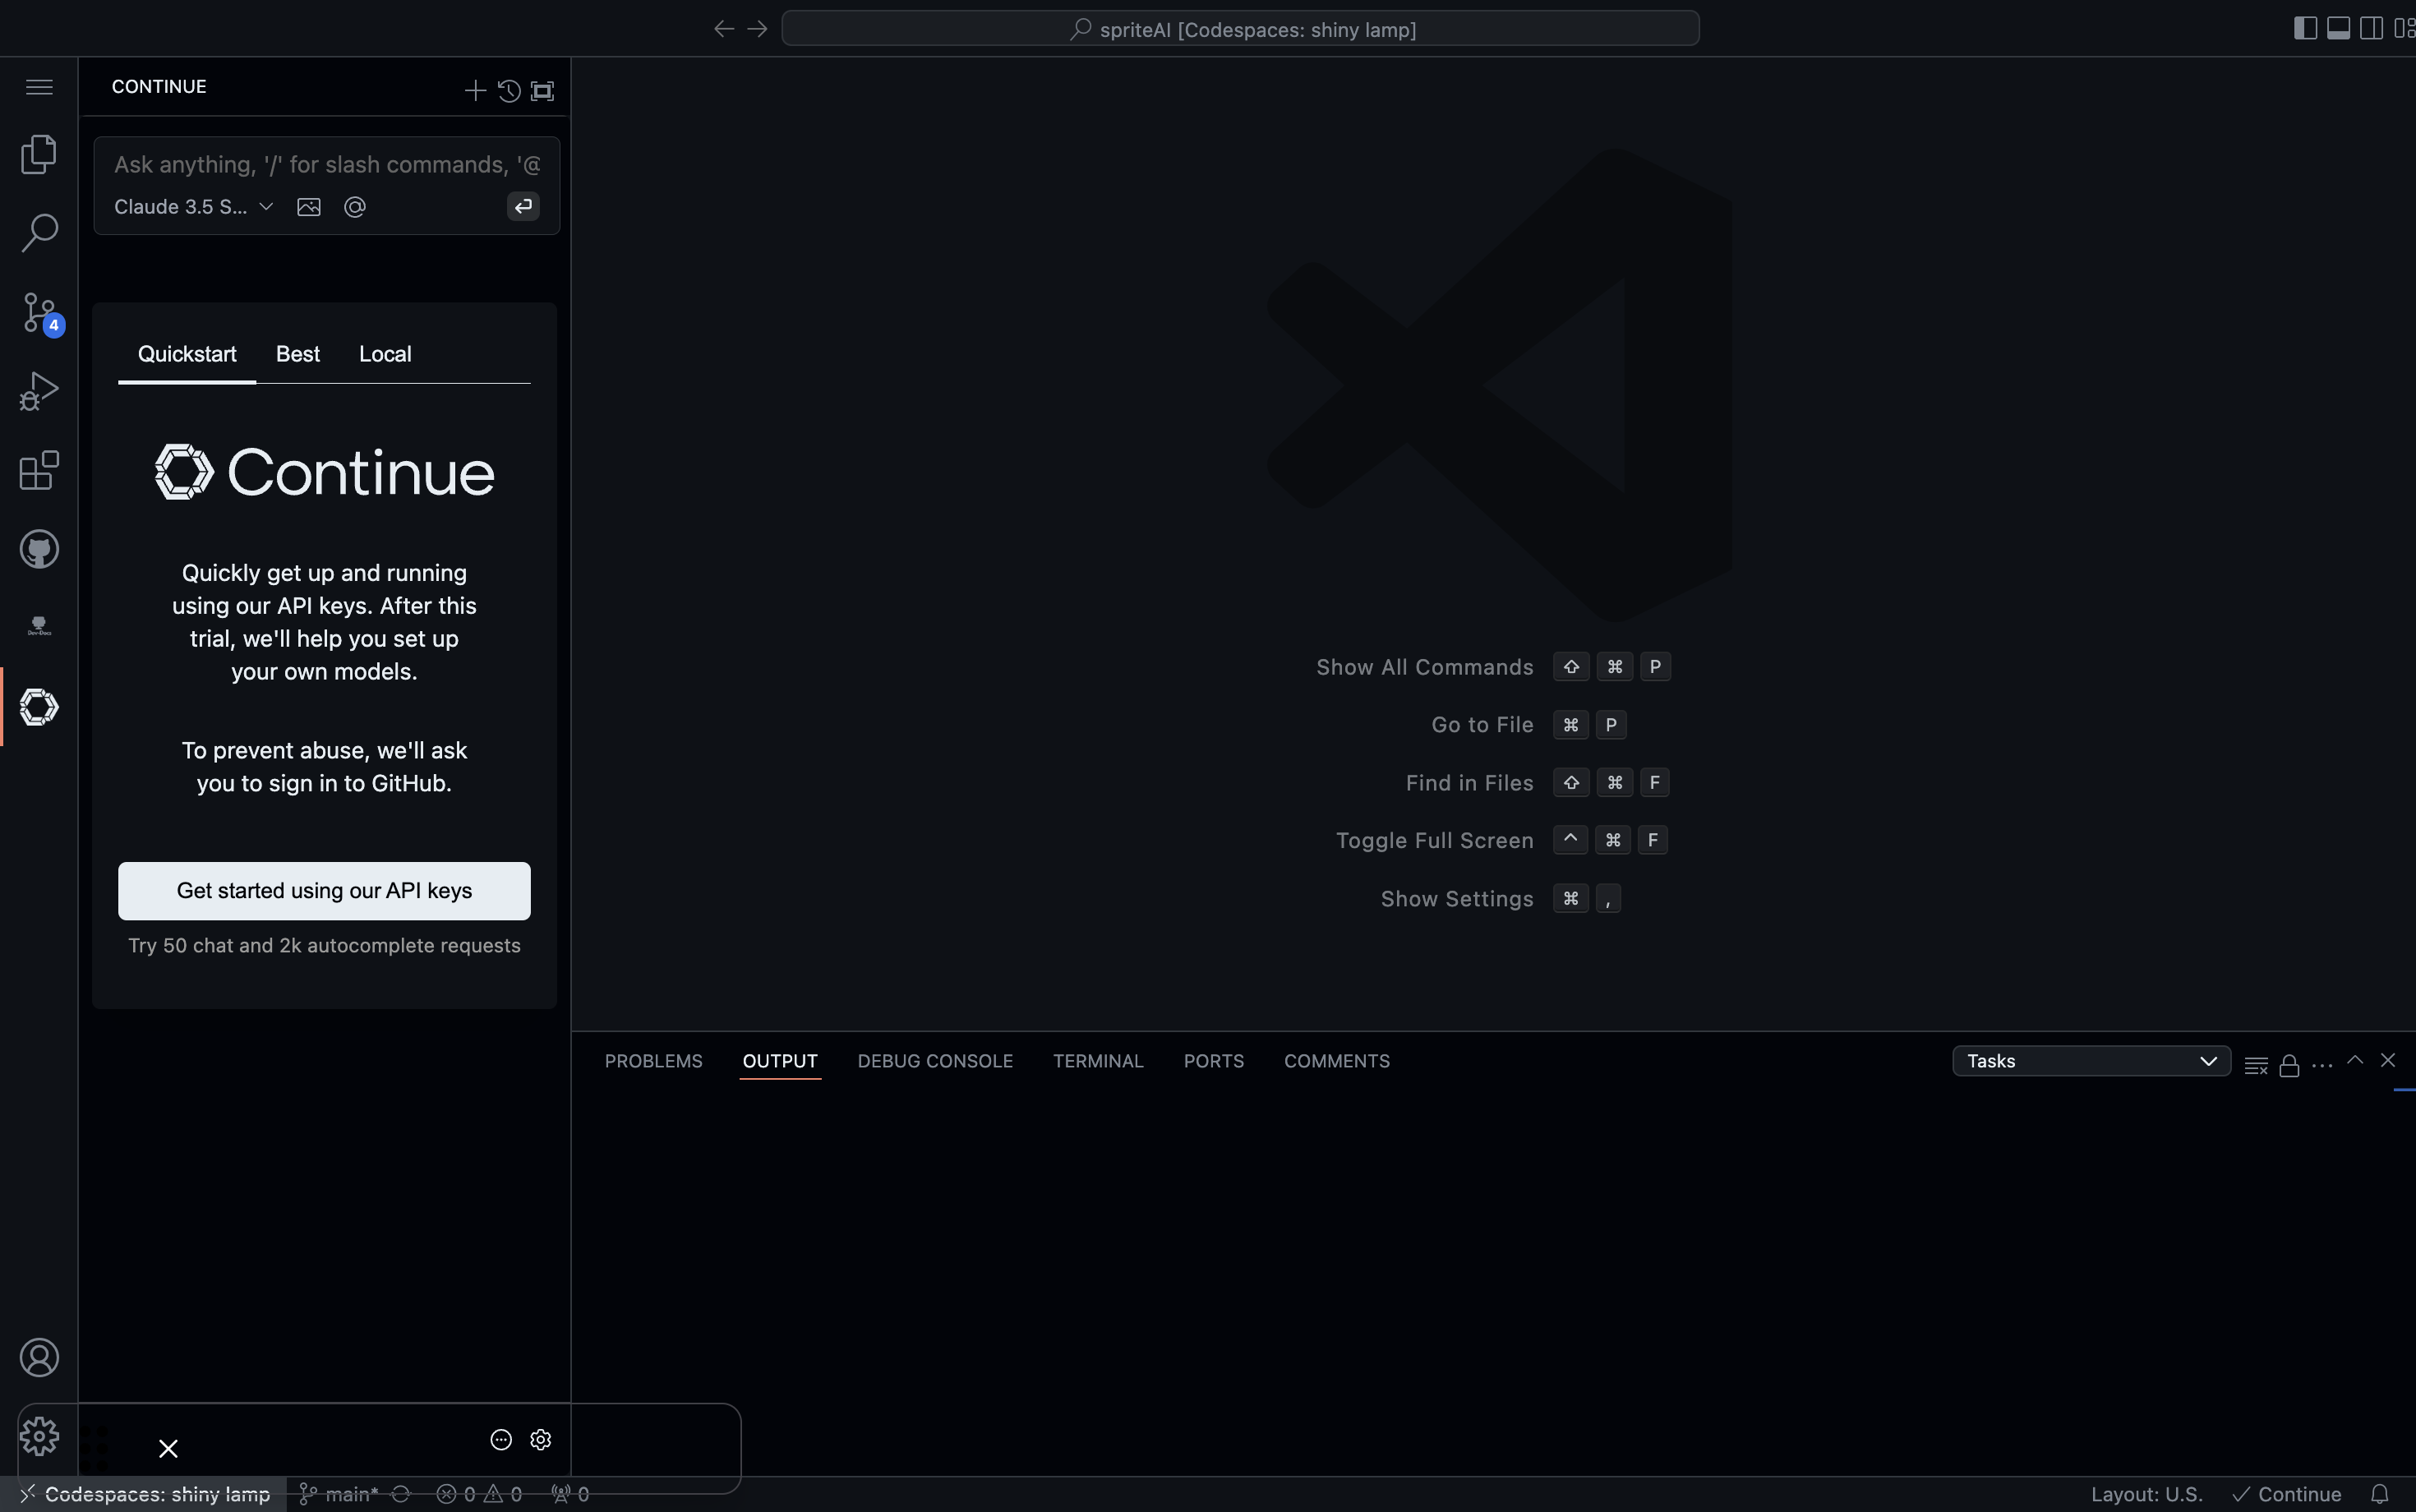 spriteAI [Codespaces: shiny lamp]
CONTINUE
Ask anything, '/' for slash commands, '@
Claude 3.5 S...
4
Quickstart Best Local
Continue
Quickly get up and running
using our API keys. After this
trial, we'll help you set up
your own models.
To prevent abuse, we'll ask
you to sign in to GitHub.
Get started using our API keys
Try 50 chat and 2k autocomplete requests
Dev-Docs
Show All Commands ⇧ ⌘ P
Go to File ⌘ P
Find in Files ⇧ ⌘ F
Toggle Full Screen ^ ⌘ F
Show Settings ⌘ ,
PROBLEMS OUTPUT DEBUG CONSOLE TERMINAL PORTS COMMENTS
Tasks
Codespaces: shiny lamp main* 0 0 0
Layout: U.S. Continue